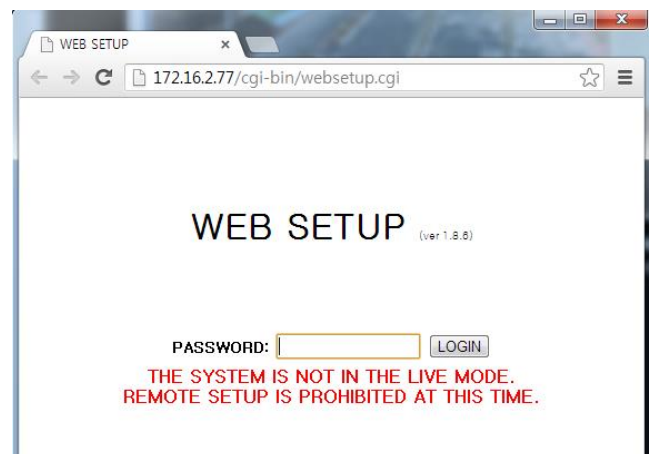 WEB SETUP
172.16.2.77/cgi-bin/websetup.cgi
WEB SETUP (ver 1.8.6)
PASSWORD: LOGIN
THE SYSTEM IS NOT IN THE LIVE MODE.
REMOTE SETUP IS PROHIBITED AT THIS TIME.